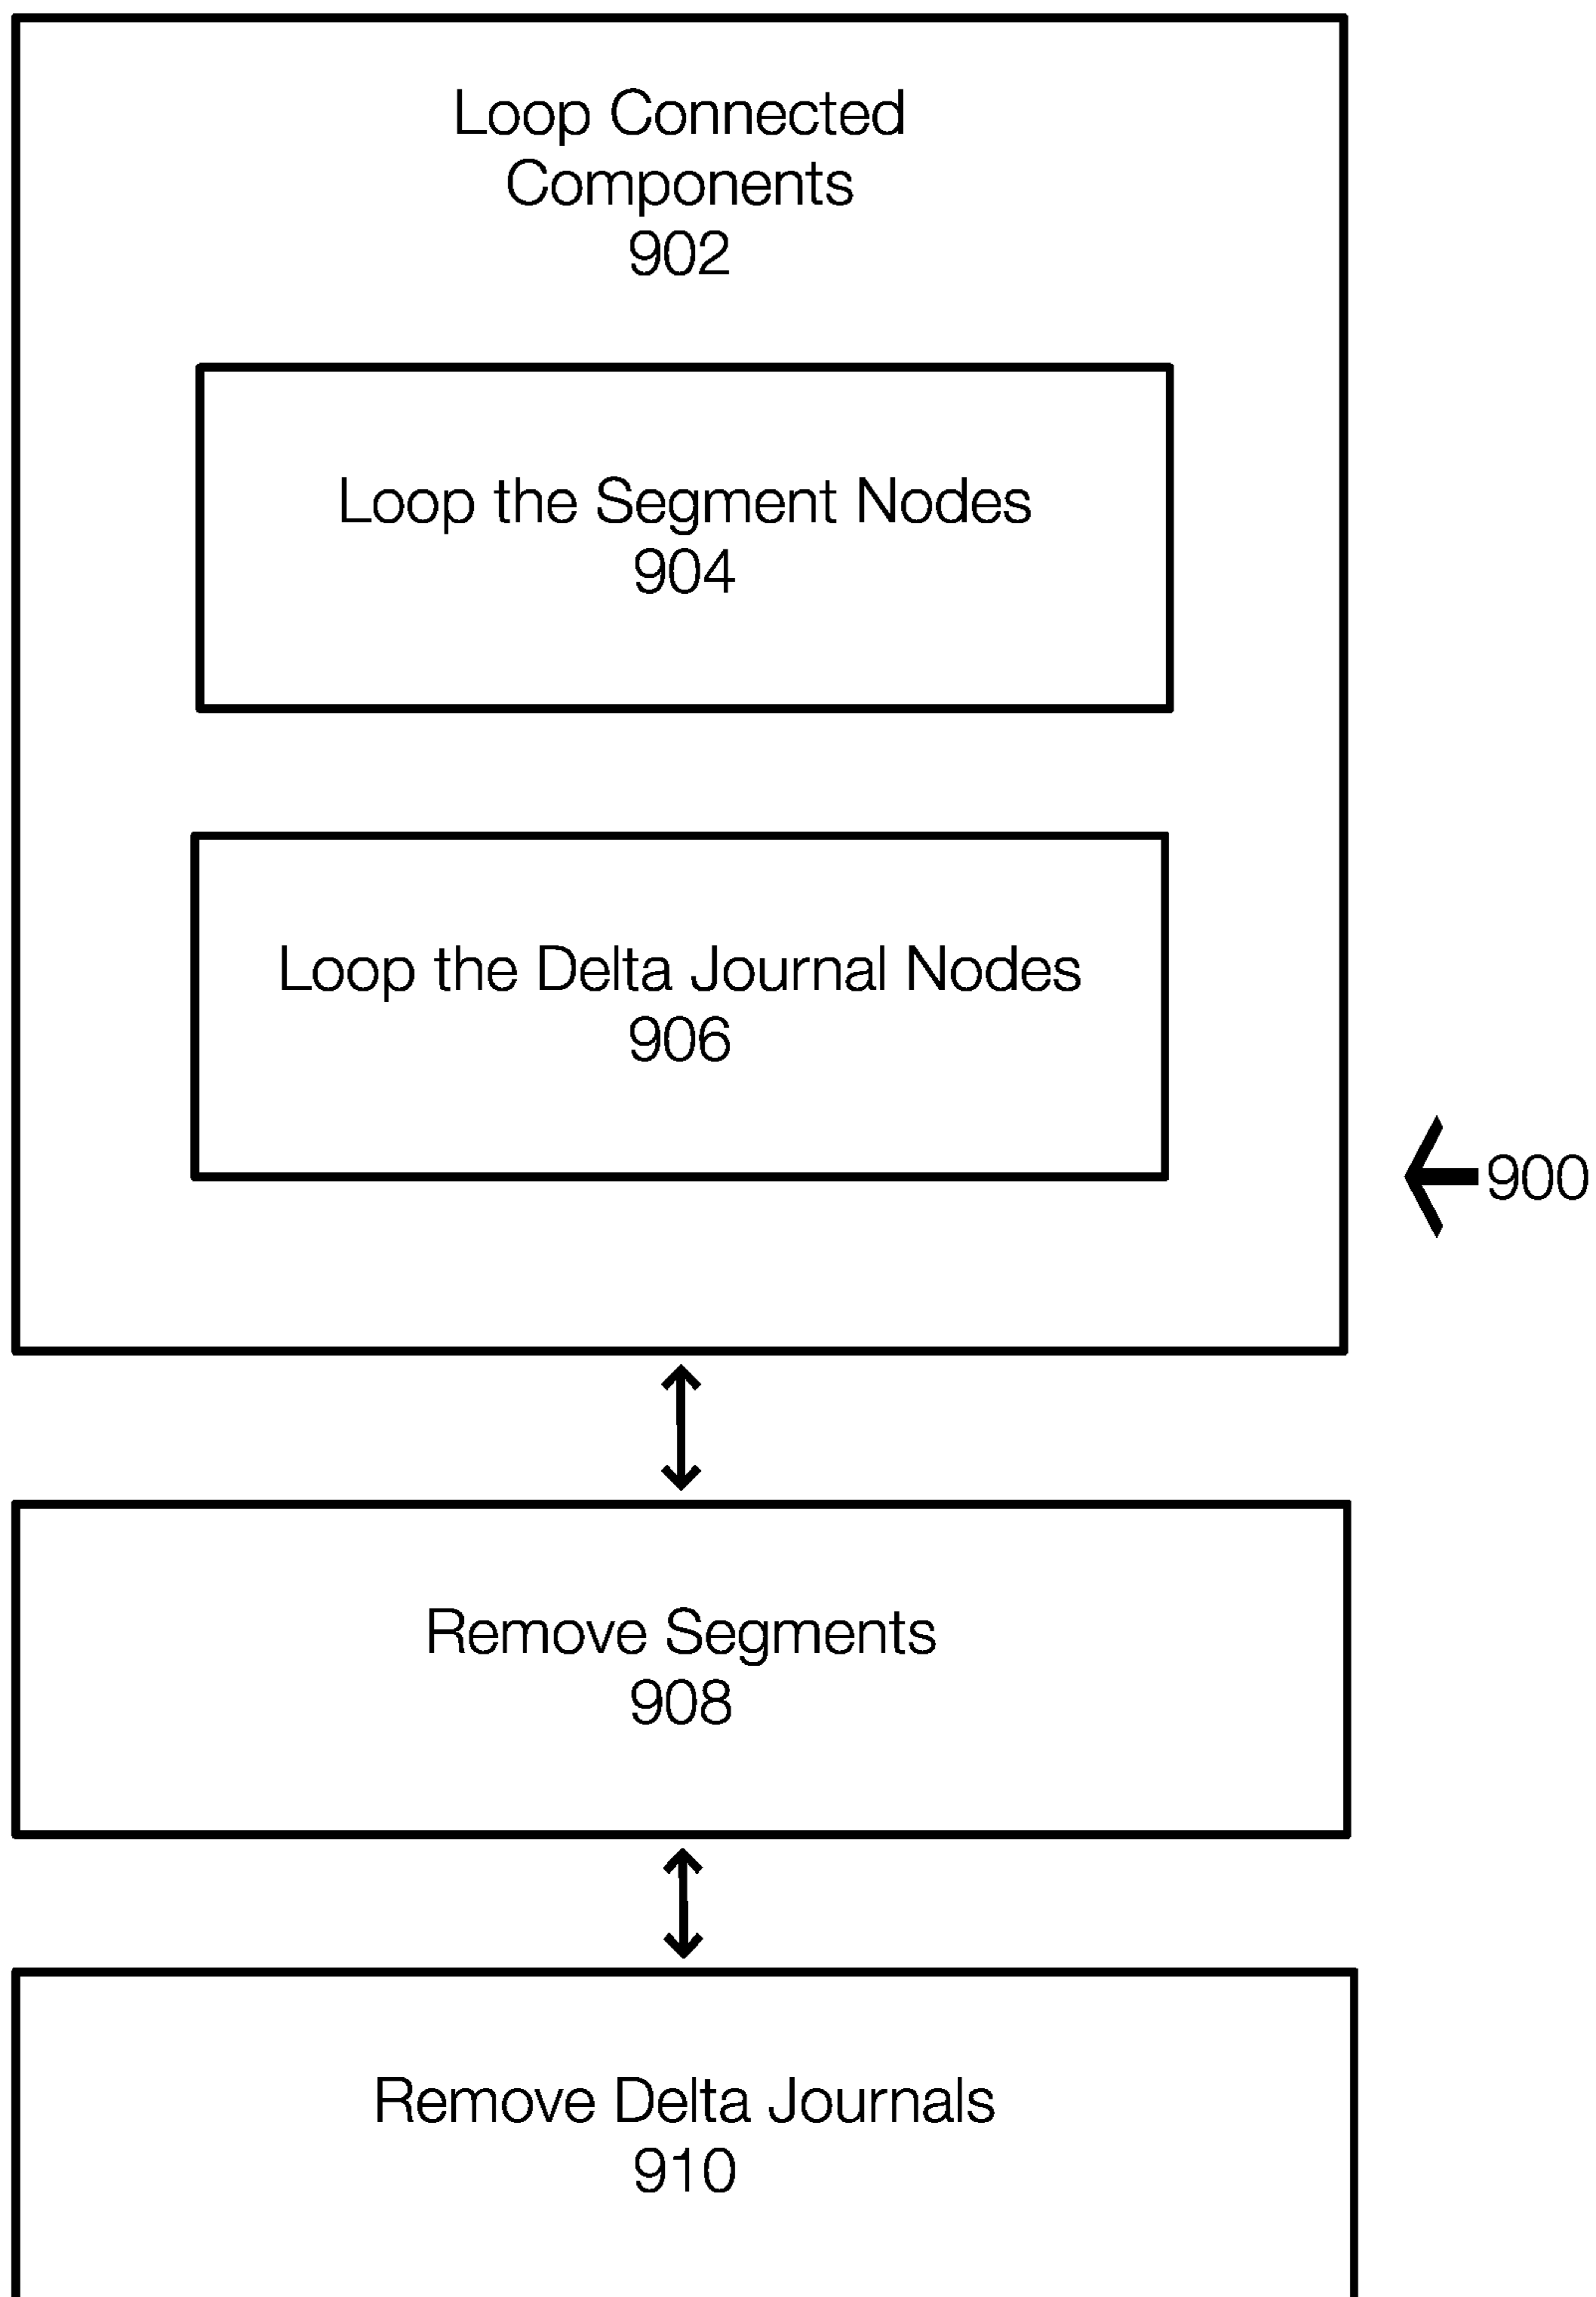 Loop Connected
Components
902
Loop the Segment Nodes
904
Loop the Delta Journal Nodes
906
900
Remove Segments
908
Remove Delta Journals
910